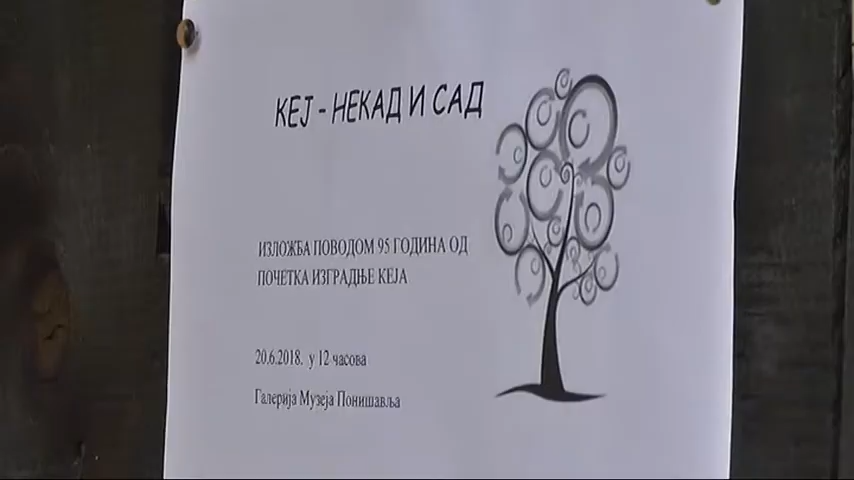 КЕЈ - НЕКАД И САД
ИЗЛОЖБА ПОВОДОМ 95 ГОДИНА ОД
ПОЧЕТКА ИЗГРАДЊЕ КЕЈА
20.6.2018. у 12 часова
Галерија Музеја Понишавља